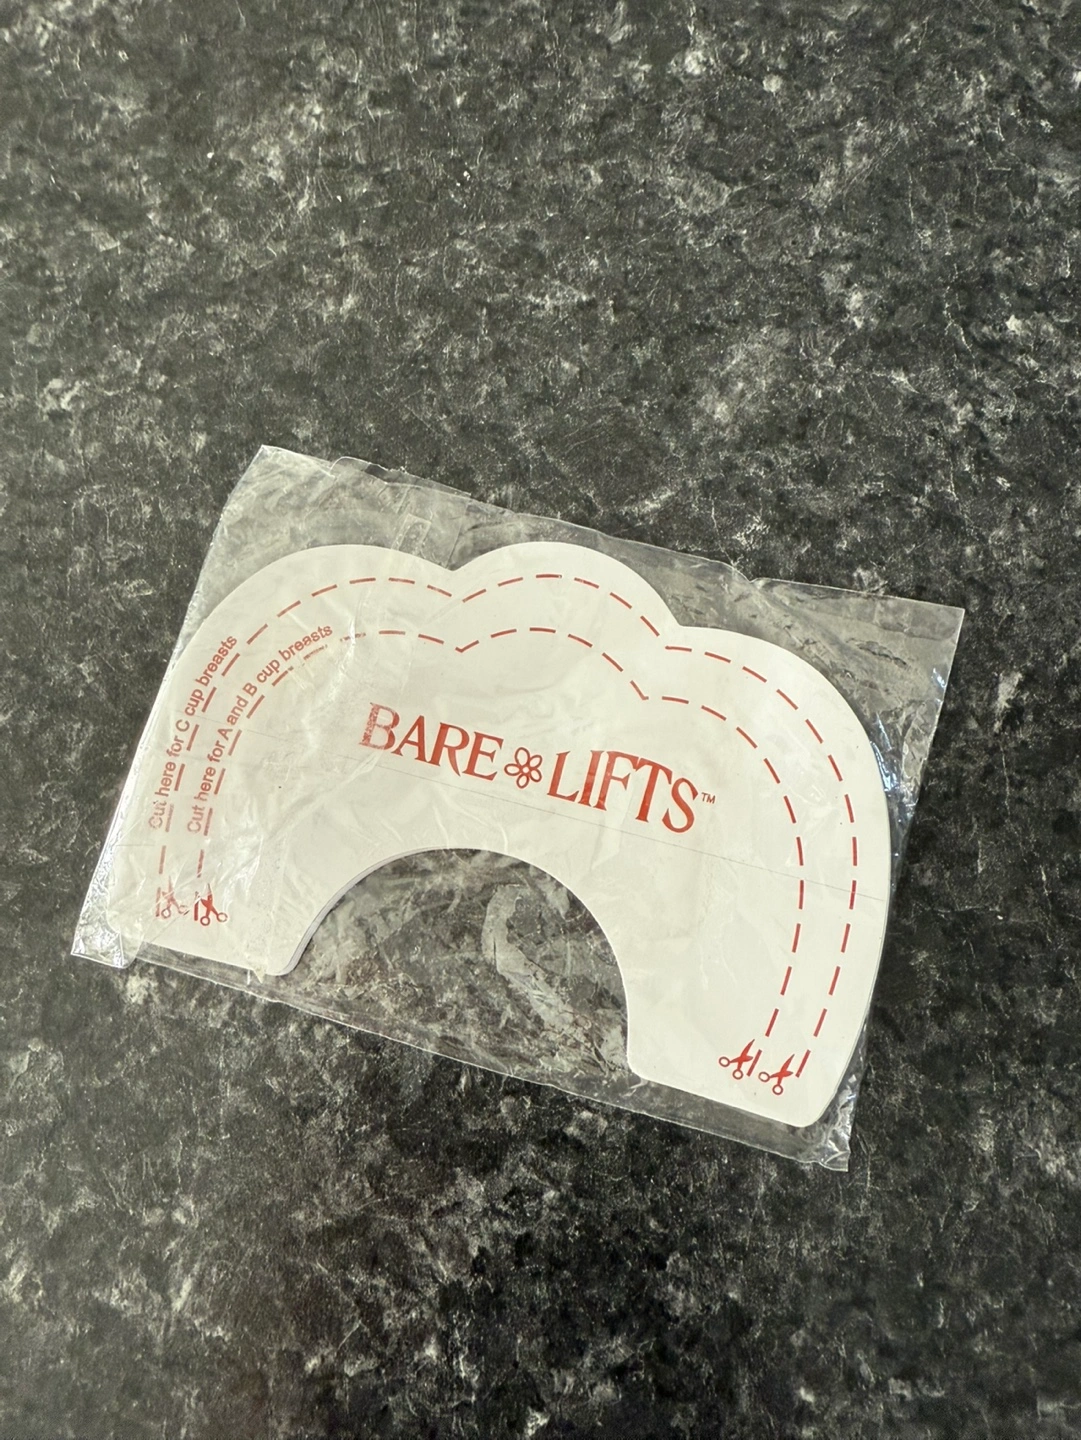 Cut here for C cup breasts
Cut here for A and B cup breasts
BARE LIFTS™